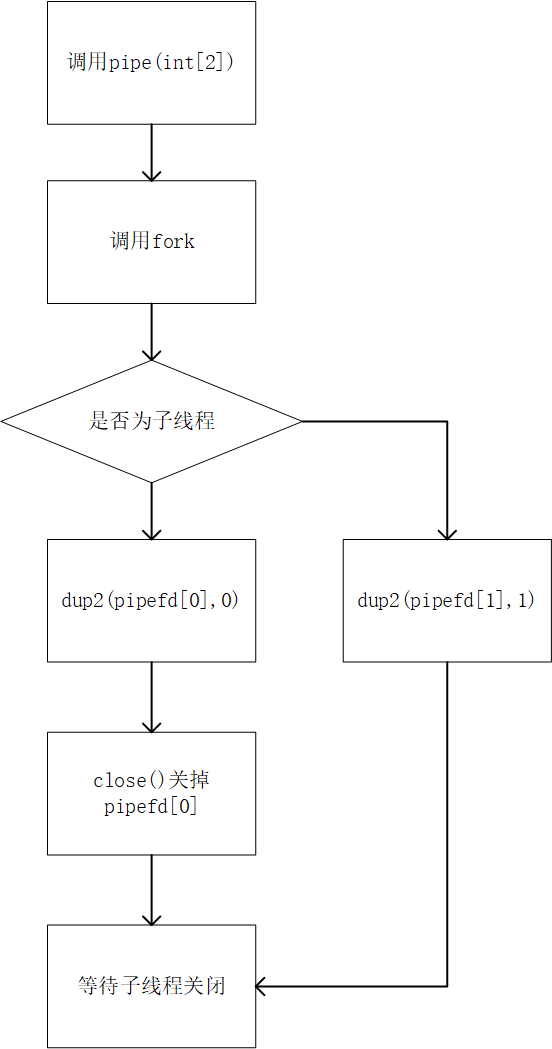 调用pipe(int[2])
调用fork
是否为子线程
dup2(pipefd[0],0)
dup2(pipefd[1],1)
close()关掉
pipefd[0]
等待子线程关闭